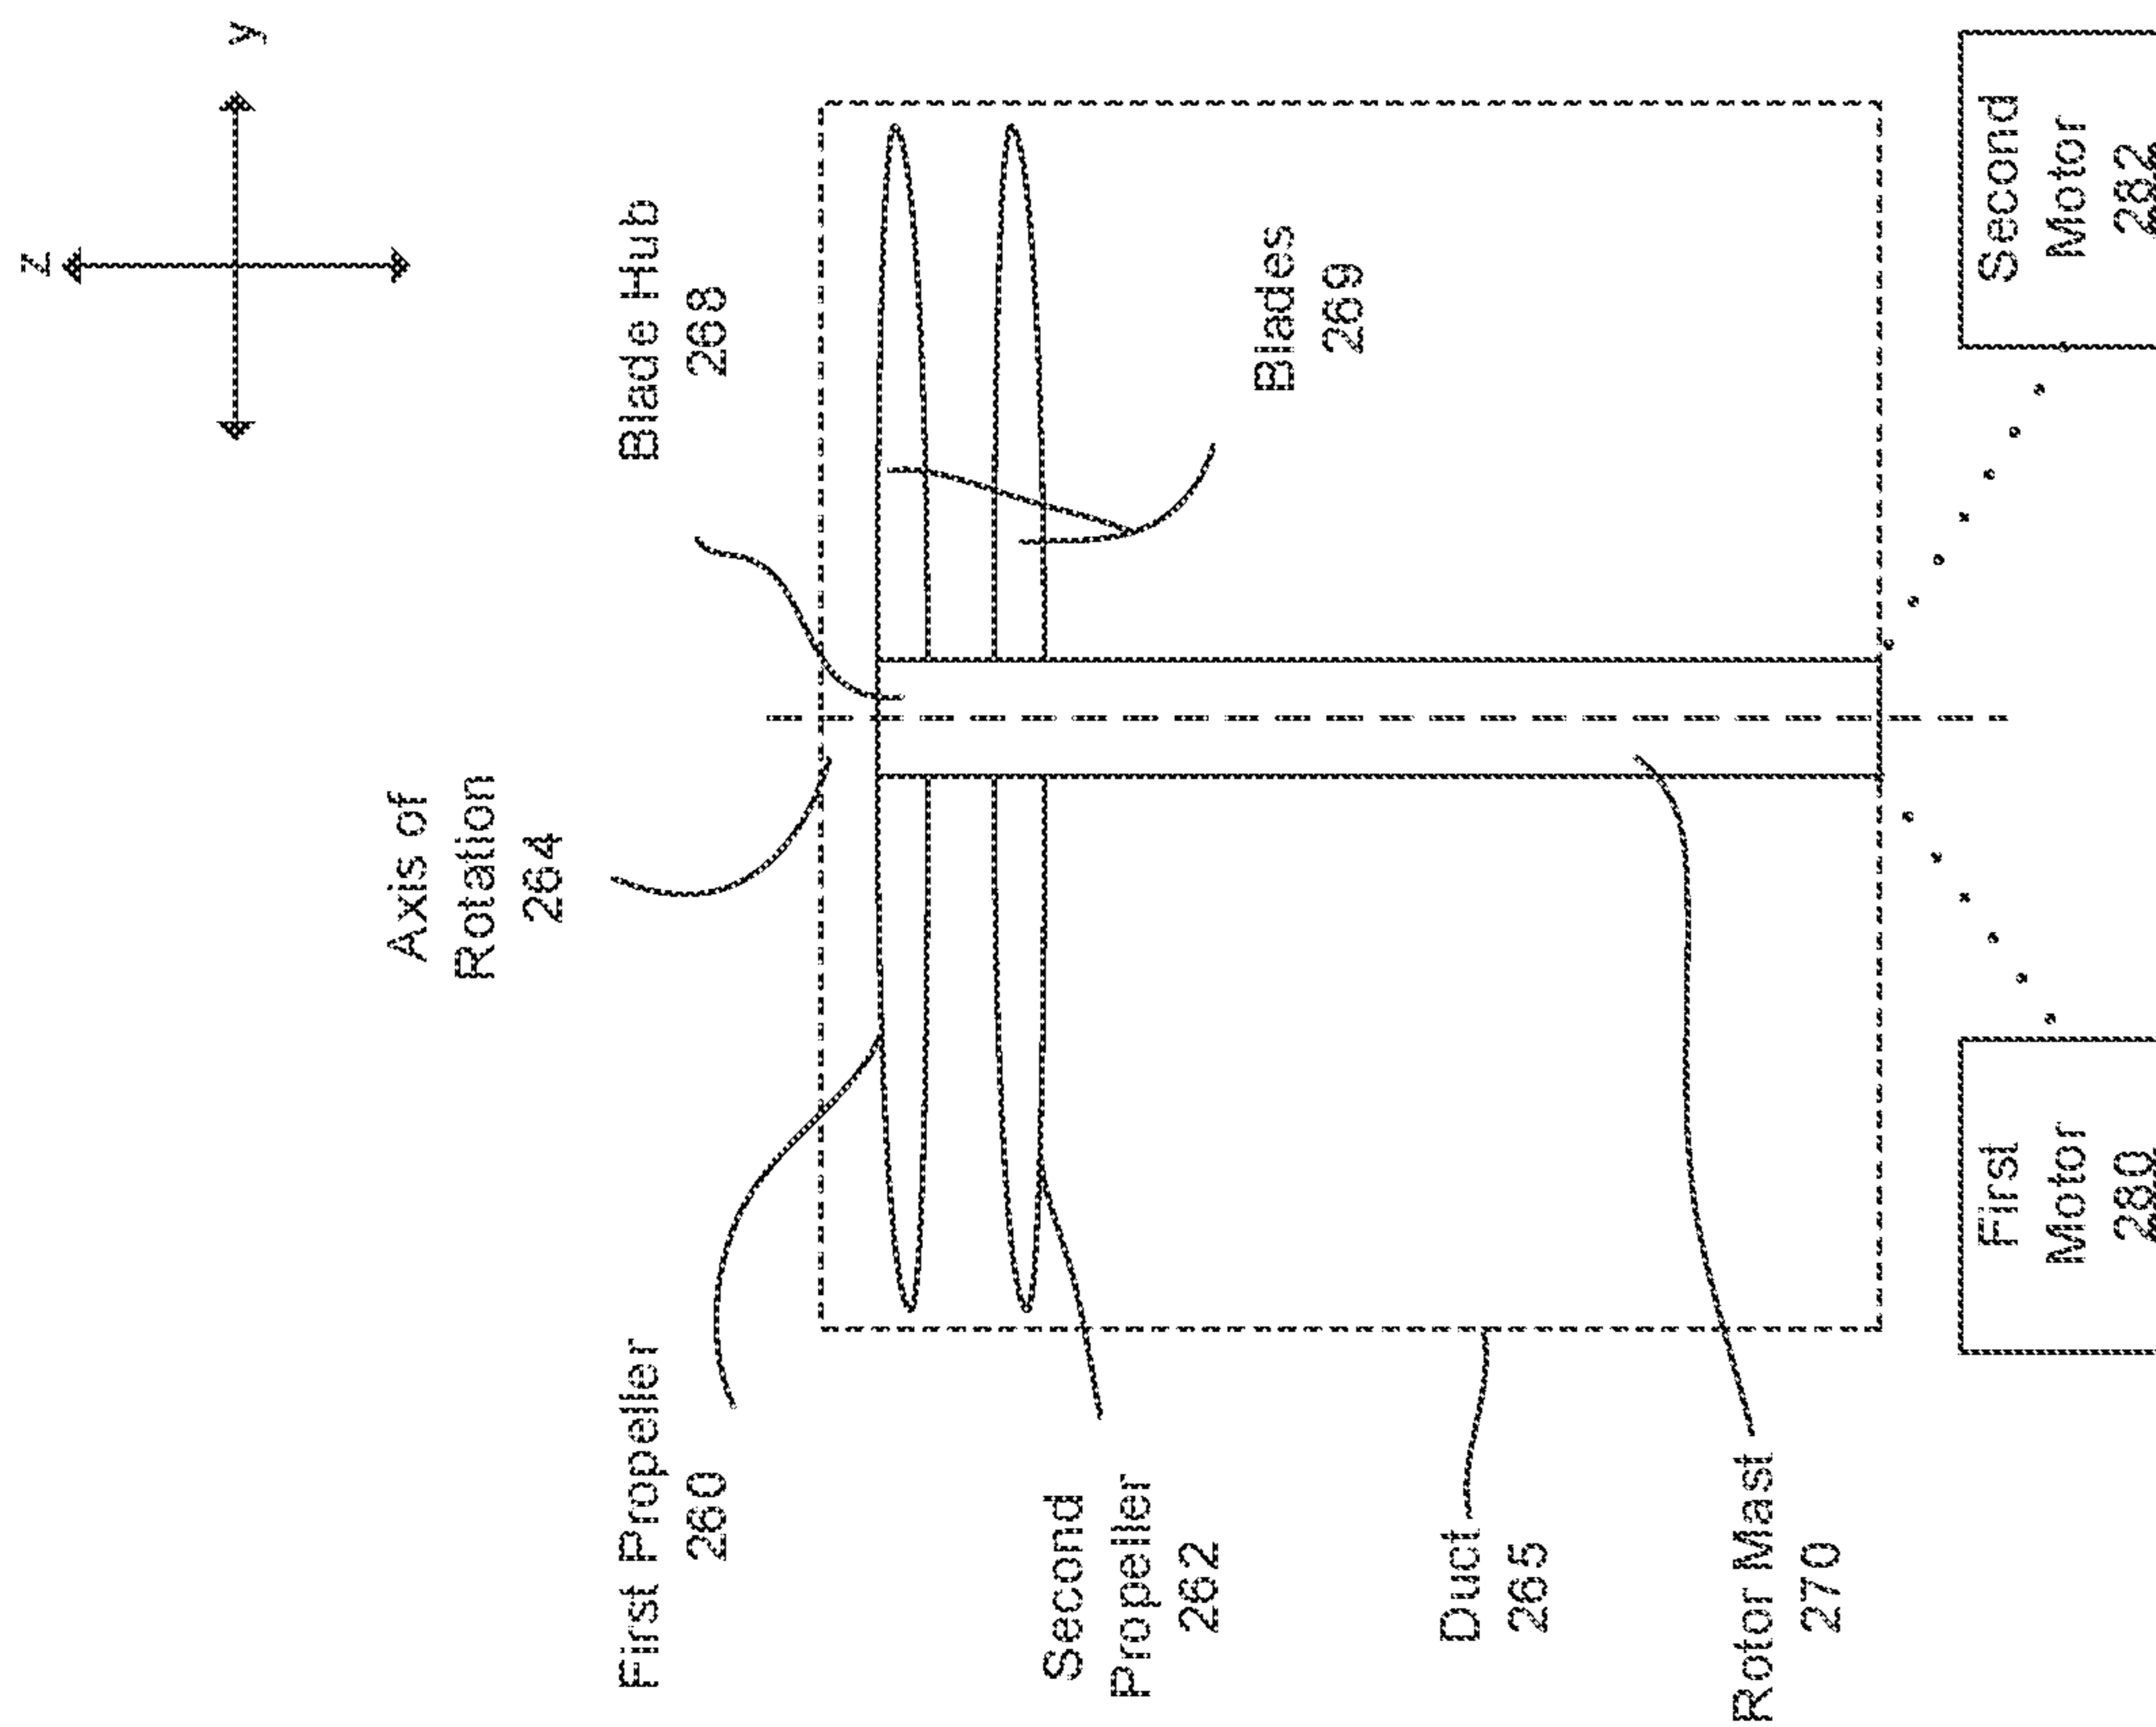 z
y
Axis of
Rotation
264
First Propeller
260
Blade Hub
268
Second
Propeller
262
Blades
269
Duct
265
Rotor Mast
270
First
Motor
280
Second
Motor
282